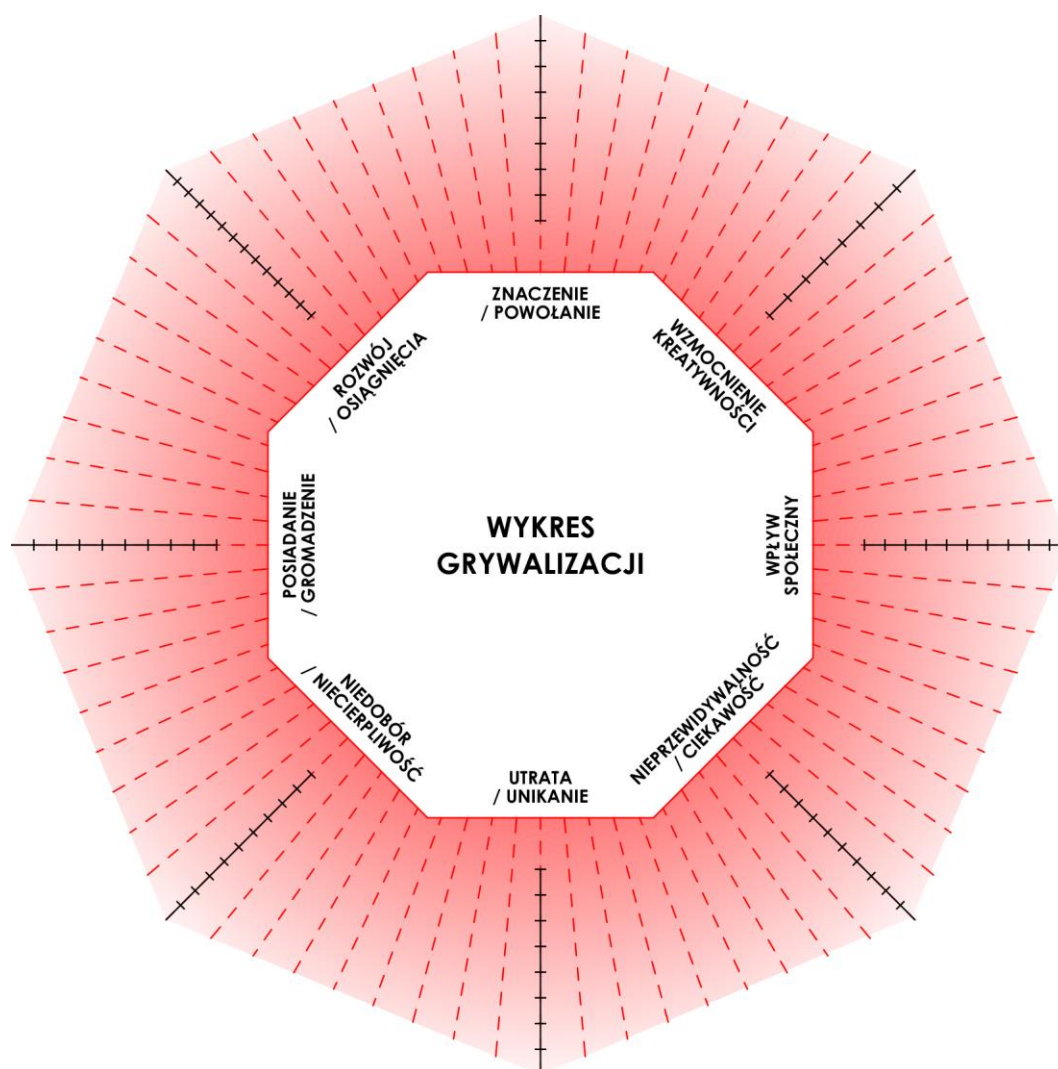 ZNACZENIE
/ POWOŁANIE
WZMOCNIENIE
KREATYWNOŚCI
ROZWÓJ
/ OSIĄGNIĘCIA
WYKRES
GRYWALIZACJI
POSIADANIE
/ GROMADZENIE
WPŁYW
SPOŁECZNY
NIEDOBÓR
/ NIECIERPLIWOŚĆ
UTRATA
/ UNIKANIE
NIEPRZEWIDYWALNOŚĆ
/ CIEKAWOŚĆ